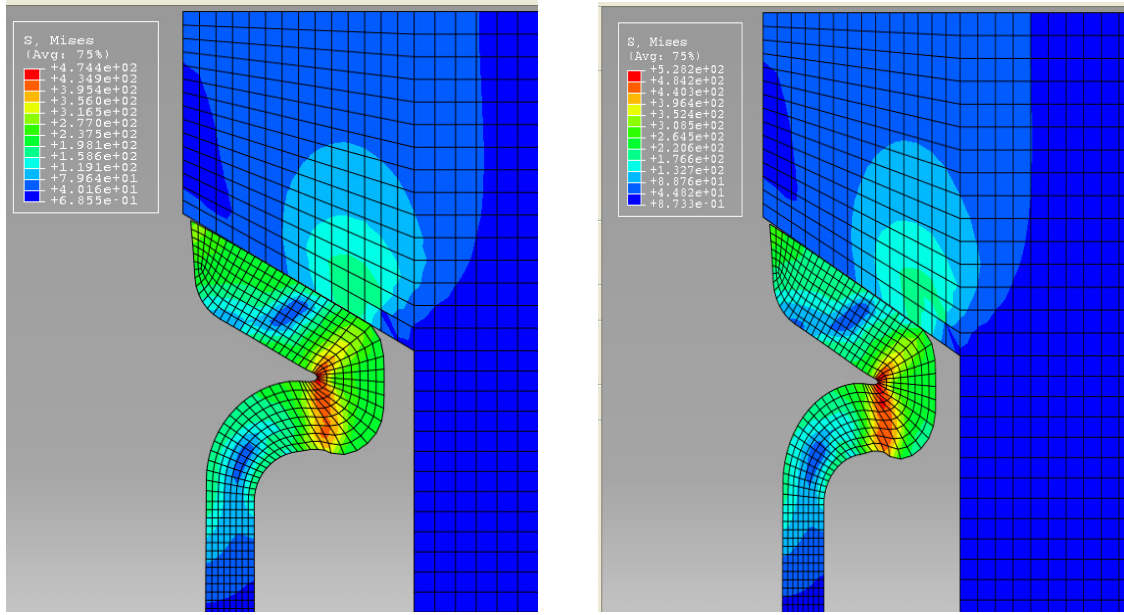 S, Mises
(Avg: 75%)
+4.744e+02
+4.349e+02
+3.954e+02
+3.560e+02
+3.165e+02
+2.770e+02
+2.375e+02
+1.981e+02
+1.586e+02
+1.191e+02
+7.964e+01
+4.016e+01
+6.855e-01
S, Mises
(Avg: 75%)
+5.282e+02
+4.842e+02
+4.403e+02
+3.964e+02
+3.524e+02
+3.085e+02
+2.645e+02
+2.206e+02
+1.766e+02
+1.327e+02
+8.876e+01
+4.482e+01
+8.733e-01